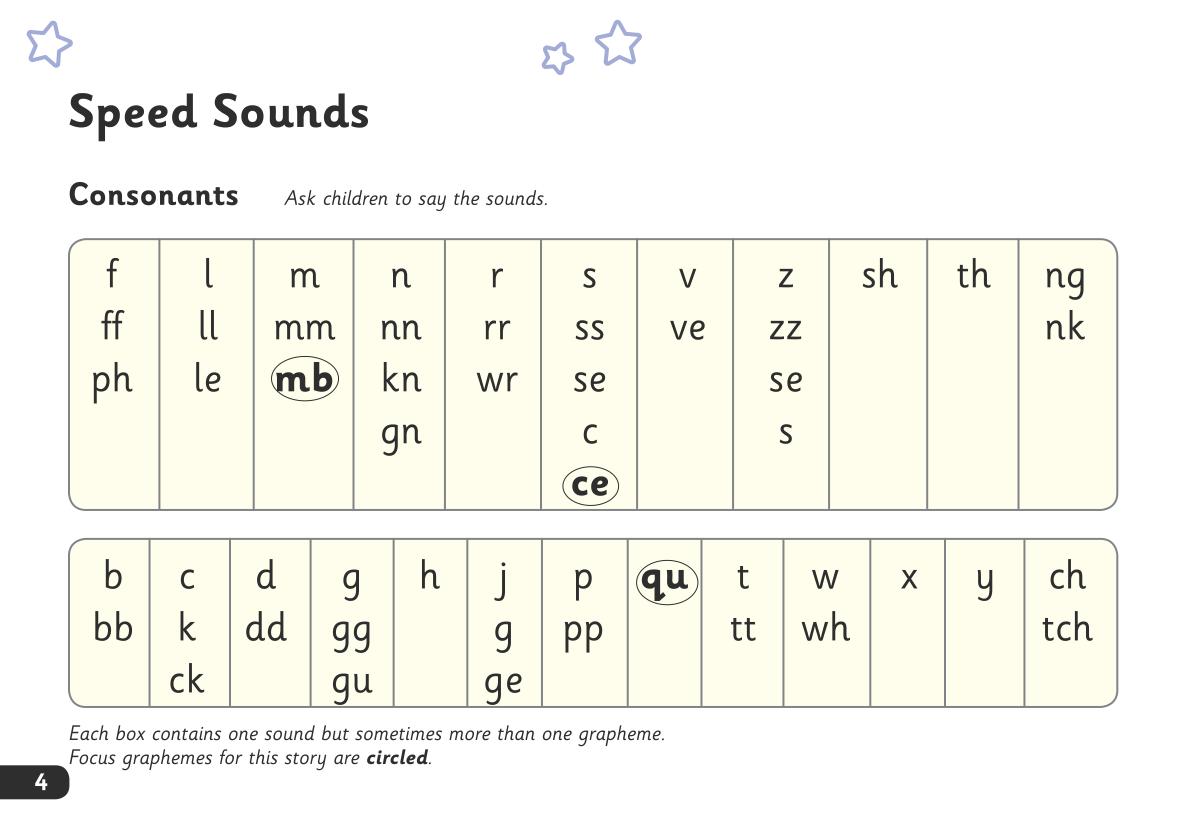 Speed Sounds
Consonants Ask children to say the sounds.
f l m n r s v z sh th ng
ff ll mm nn rr ss ve zz nk
ph le mb kn wr se se
gn c s
ce
b c d g h j p qu t w x y ch
bb k dd gg g pp tt wh tch
ck gu ge
Each box contains one sound but sometimes more than one grapheme.
Focus graphemes for this story are circled.
4